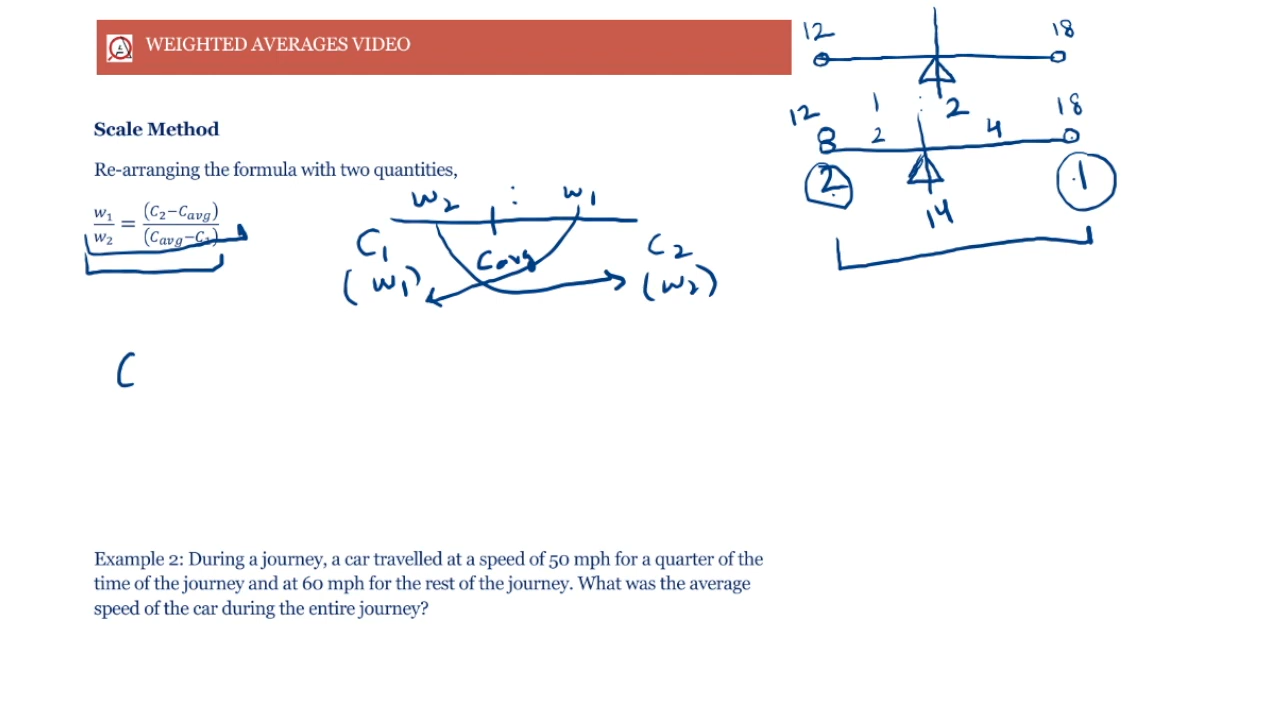 WEIGHTED AVERAGES VIDEO
12 18
12 1 : 2 18
8 2 4
2 14 1
Scale Method
Re-arranging the formula with two quantities,
w₁/w₂ = (C₂−Cavg)/(Cavg−C₁)
w₂ : w₁
C₁ Cavg C₂
(w₁) (w₂)
C
Example 2: During a journey, a car travelled at a speed of 50 mph for a quarter of the
time of the journey and at 60 mph for the rest of the journey. What was the average
speed of the car during the entire journey?